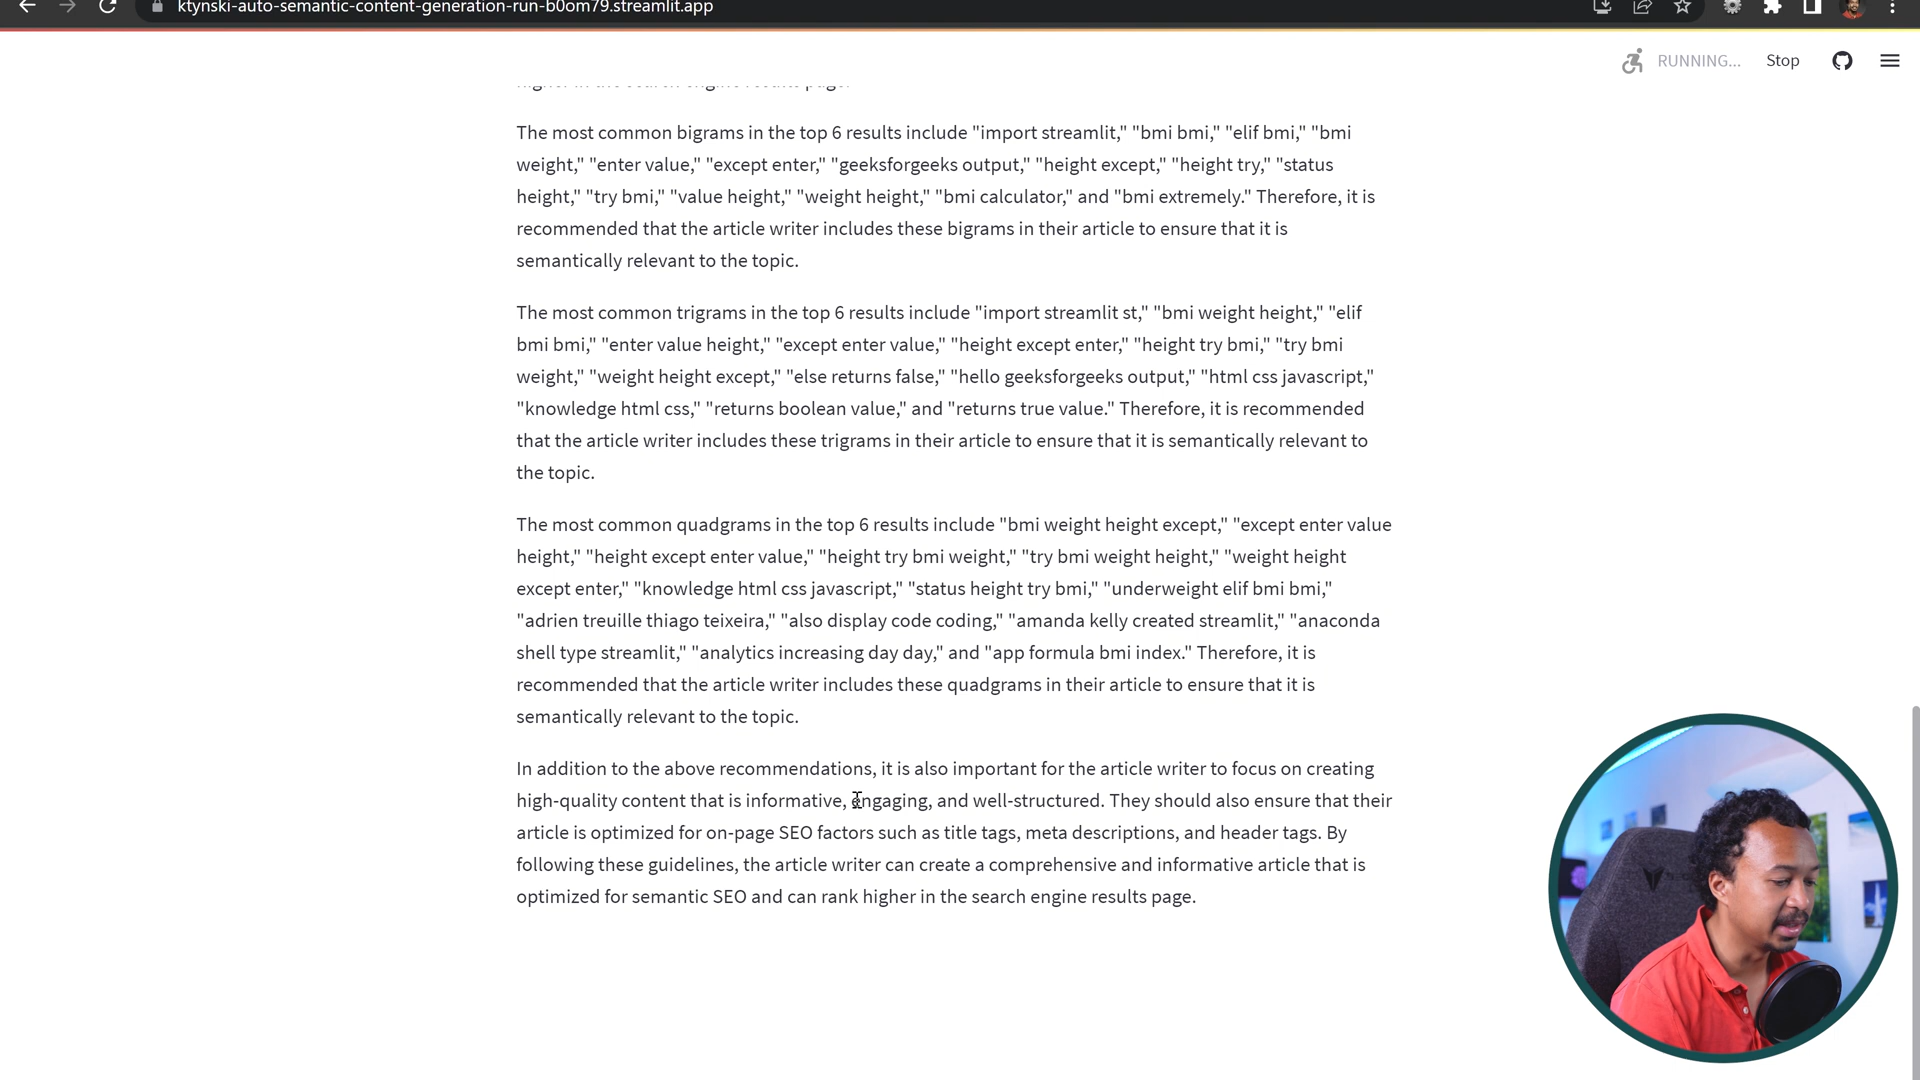 ktynski-auto-semantic-content-generation-run-b0om79.streamlit.app
RUNNING...
Stop
higher in the search engine results page.
The most common bigrams in the top 6 results include "import streamlit," "bmi bmi," "elif bmi," "bmi
weight," "enter value," "except enter," "geeksforgeeks output," "height except," "height try," "status
height," "try bmi," "value height," "weight height," "bmi calculator," and "bmi extremely." Therefore, it is
recommended that the article writer includes these bigrams in their article to ensure that it is
semantically relevant to the topic.
The most common trigrams in the top 6 results include "import streamlit st," "bmi weight height," "elif
bmi bmi," "enter value height," "except enter value," "height except enter," "height try bmi," "try bmi
weight," "weight height except," "else returns false," "hello geeksforgeeks output," "html css javascript,"
"knowledge html css," "returns boolean value," and "returns true value." Therefore, it is recommended
that the article writer includes these trigrams in their article to ensure that it is semantically relevant to
the topic.
The most common quadgrams in the top 6 results include "bmi weight height except," "except enter value
height," "height except enter value," "height try bmi weight," "try bmi weight height," "weight height
except enter," "knowledge html css javascript," "status height try bmi," "underweight elif bmi bmi,"
"adrien treuille thiago teixeira," "also display code coding," "amanda kelly created streamlit," "anaconda
shell type streamlit," "analytics increasing day day," and "app formula bmi index." Therefore, it is
recommended that the article writer includes these quadgrams in their article to ensure that it is
semantically relevant to the topic.
In addition to the above recommendations, it is also important for the article writer to focus on creating
high-quality content that is informative, engaging, and well-structured. They should also ensure that their
article is optimized for on-page SEO factors such as title tags, meta descriptions, and header tags. By
following these guidelines, the article writer can create a comprehensive and informative article that is
optimized for semantic SEO and can rank higher in the search engine results page.